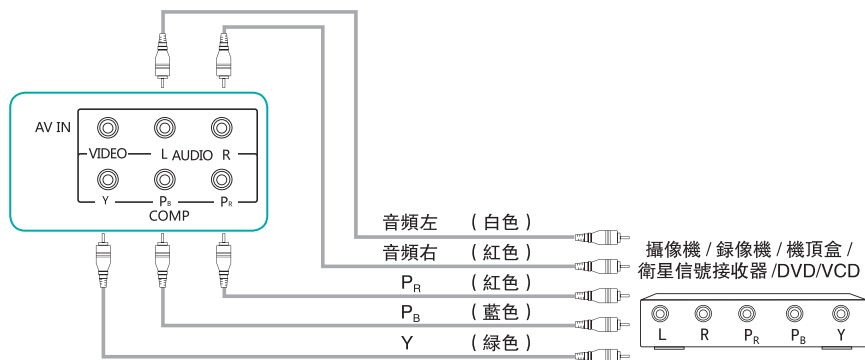 AV IN
VIDEO L AUDIO R
Y PB PR
COMP
音頻左 （白色）
音頻右 （紅色）
PR （紅色）
PB （藍色）
Y （緑色）
攝像機 / 録像機 / 機頂盒 /
衛星信號接收器 /DVD/VCD
L R PR PB Y